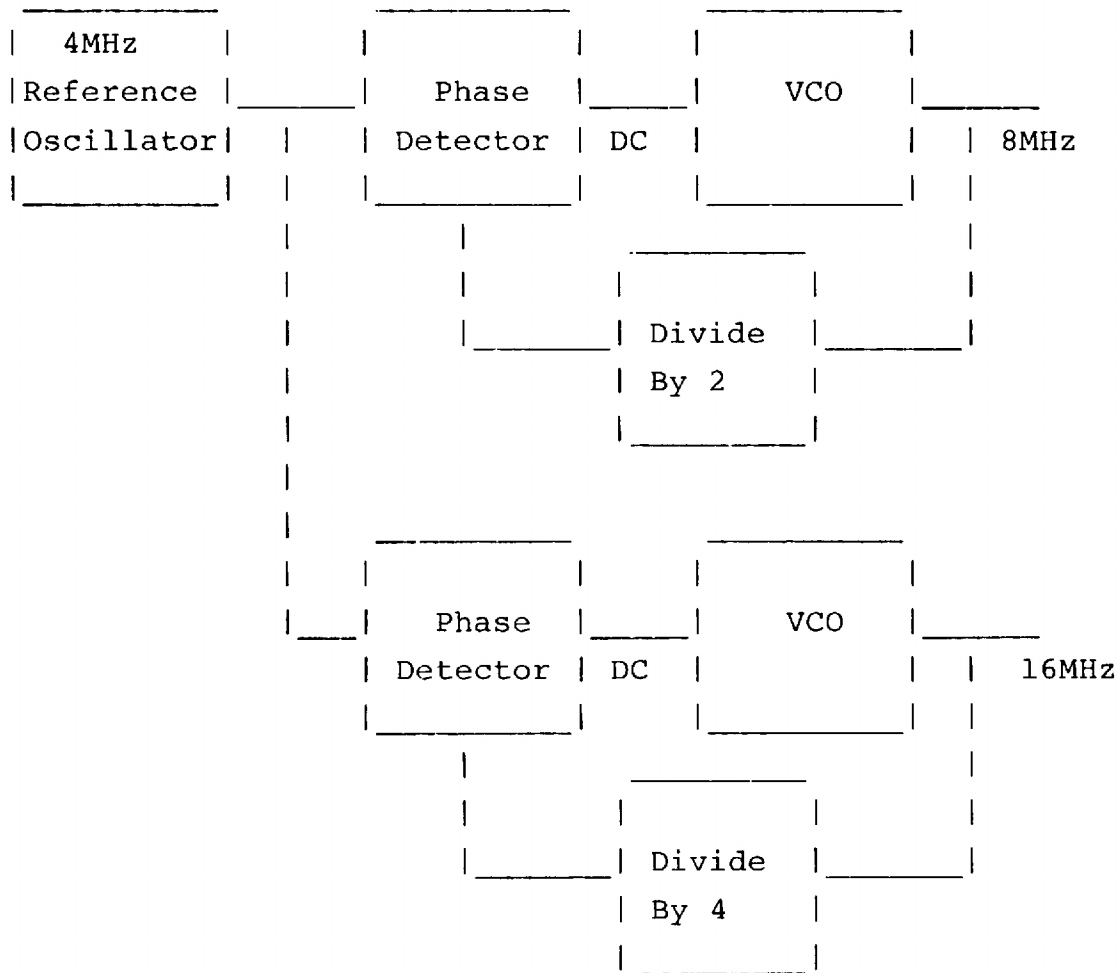 4MHz
Reference Phase VCO
Oscillator Detector DC 8MHz
Divide
By 2
Phase VCO
Detector DC 16MHz
Divide
By 4